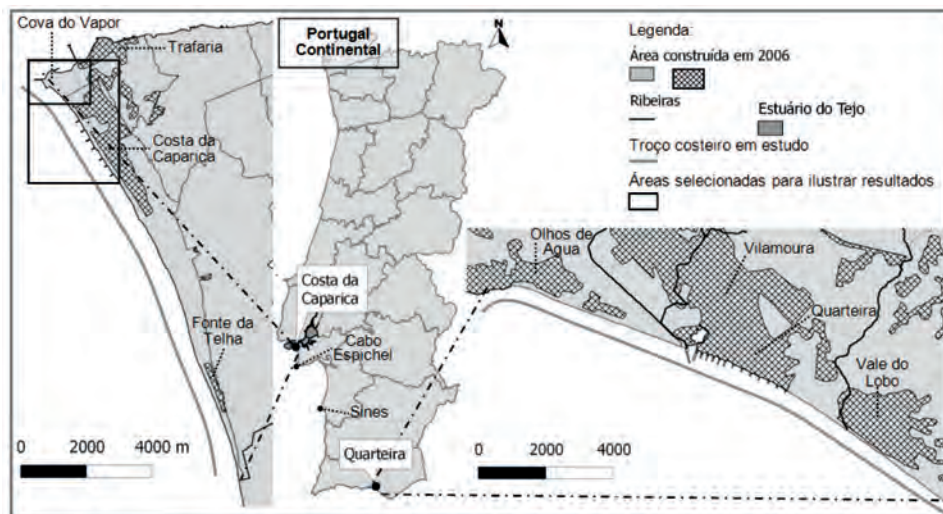 Cova do Vapor
Trafaria
Costa da
Caparica
Fonte da
Telha
0 2000 4000 m
Portugal
Continental
N
Costa da
Caparica
Cabo
Espichel
Sines
Quarteira
Legenda:
Área construída em 2006
Ribeiras
Estuário do Tejo
Troço costeiro em estudo
Áreas selecionadas para ilustrar resultados
Olhos de
Agua
Vilamoura
Quarteira
Vale do
Lobo
0 2000 4000